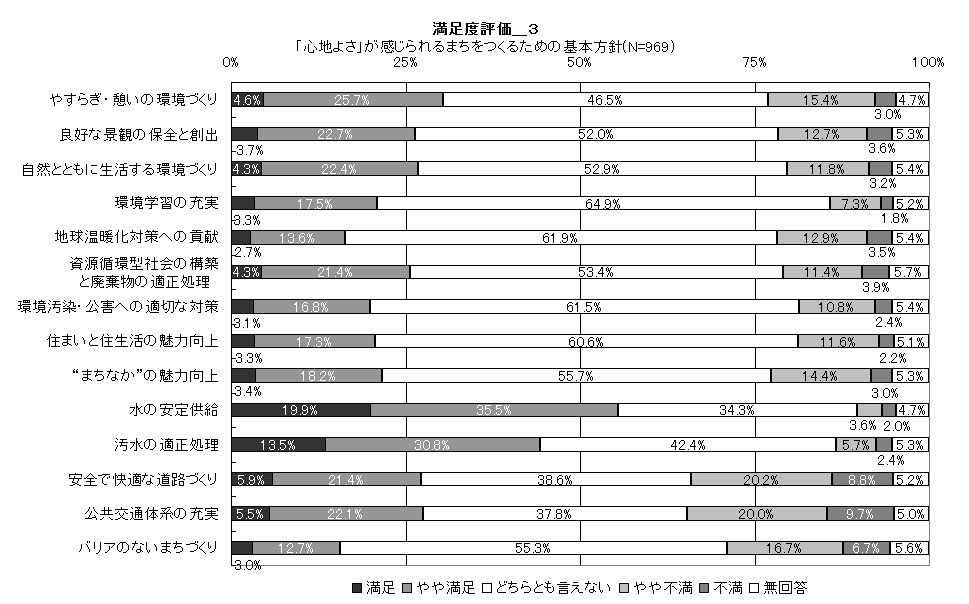 満足度評価＿3
「心地よさ」が感じられるまちをつくるための基本方針(N=969)
0% 25% 50% 75% 100%
やすらぎ・憩いの環境づくり 4.6% 25.7% 46.5% 15.4% 4.7%
3.0%
良好な景観の保全と創出 22.7% 52.0% 12.7% 5.3%
3.7% 3.6%
自然とともに生活する環境づくり 4.3% 22.4% 52.9% 11.8% 5.4%
3.2%
環境学習の充実 17.5% 64.9% 7.3% 5.2%
3.3% 1.8%
地球温暖化対策への貢献 13.6% 61.9% 12.9% 5.4%
2.7% 3.5%
資源循環型社会の構築
と廃棄物の適正処理 4.3% 21.4% 53.4% 11.4% 5.7%
3.9%
環境汚染・公害への適切な対策 16.8% 61.5% 10.8% 5.4%
3.1% 2.4%
住まいと住生活の魅力向上 17.3% 60.6% 11.6% 5.1%
3.3% 2.2%
“まちなか”の魅力向上 18.2% 55.7% 14.4% 5.3%
3.4% 3.0%
水の安定供給 19.9% 35.5% 34.3% 4.7%
3.6% 2.0%
汚水の適正処理 13.5% 30.8% 42.4% 5.7% 5.3%
2.4%
安全で快適な道路づくり 5.9% 21.4% 38.6% 20.2% 8.8% 5.2%
公共交通体系の充実 5.5% 22.1% 37.8% 20.0% 9.7% 5.0%
バリアのないまちづくり 12.7% 55.3% 16.7% 6.7% 5.6%
3.0%
満足 やや満足 どちらとも言えない やや不満 不満 無回答